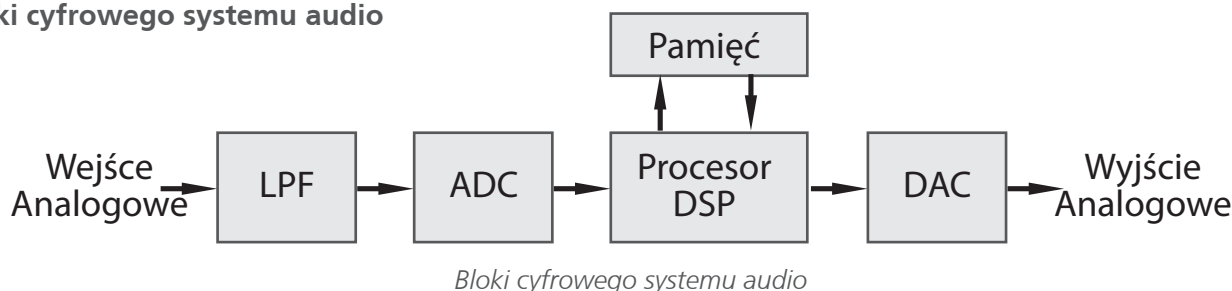 ki cyfrowego systemu audio
Pamięć
Wejśce
Analogowe
LPF
ADC
Procesor
DSP
DAC
Wyjście
Analogowe
Bloki cyfrowego systemu audio